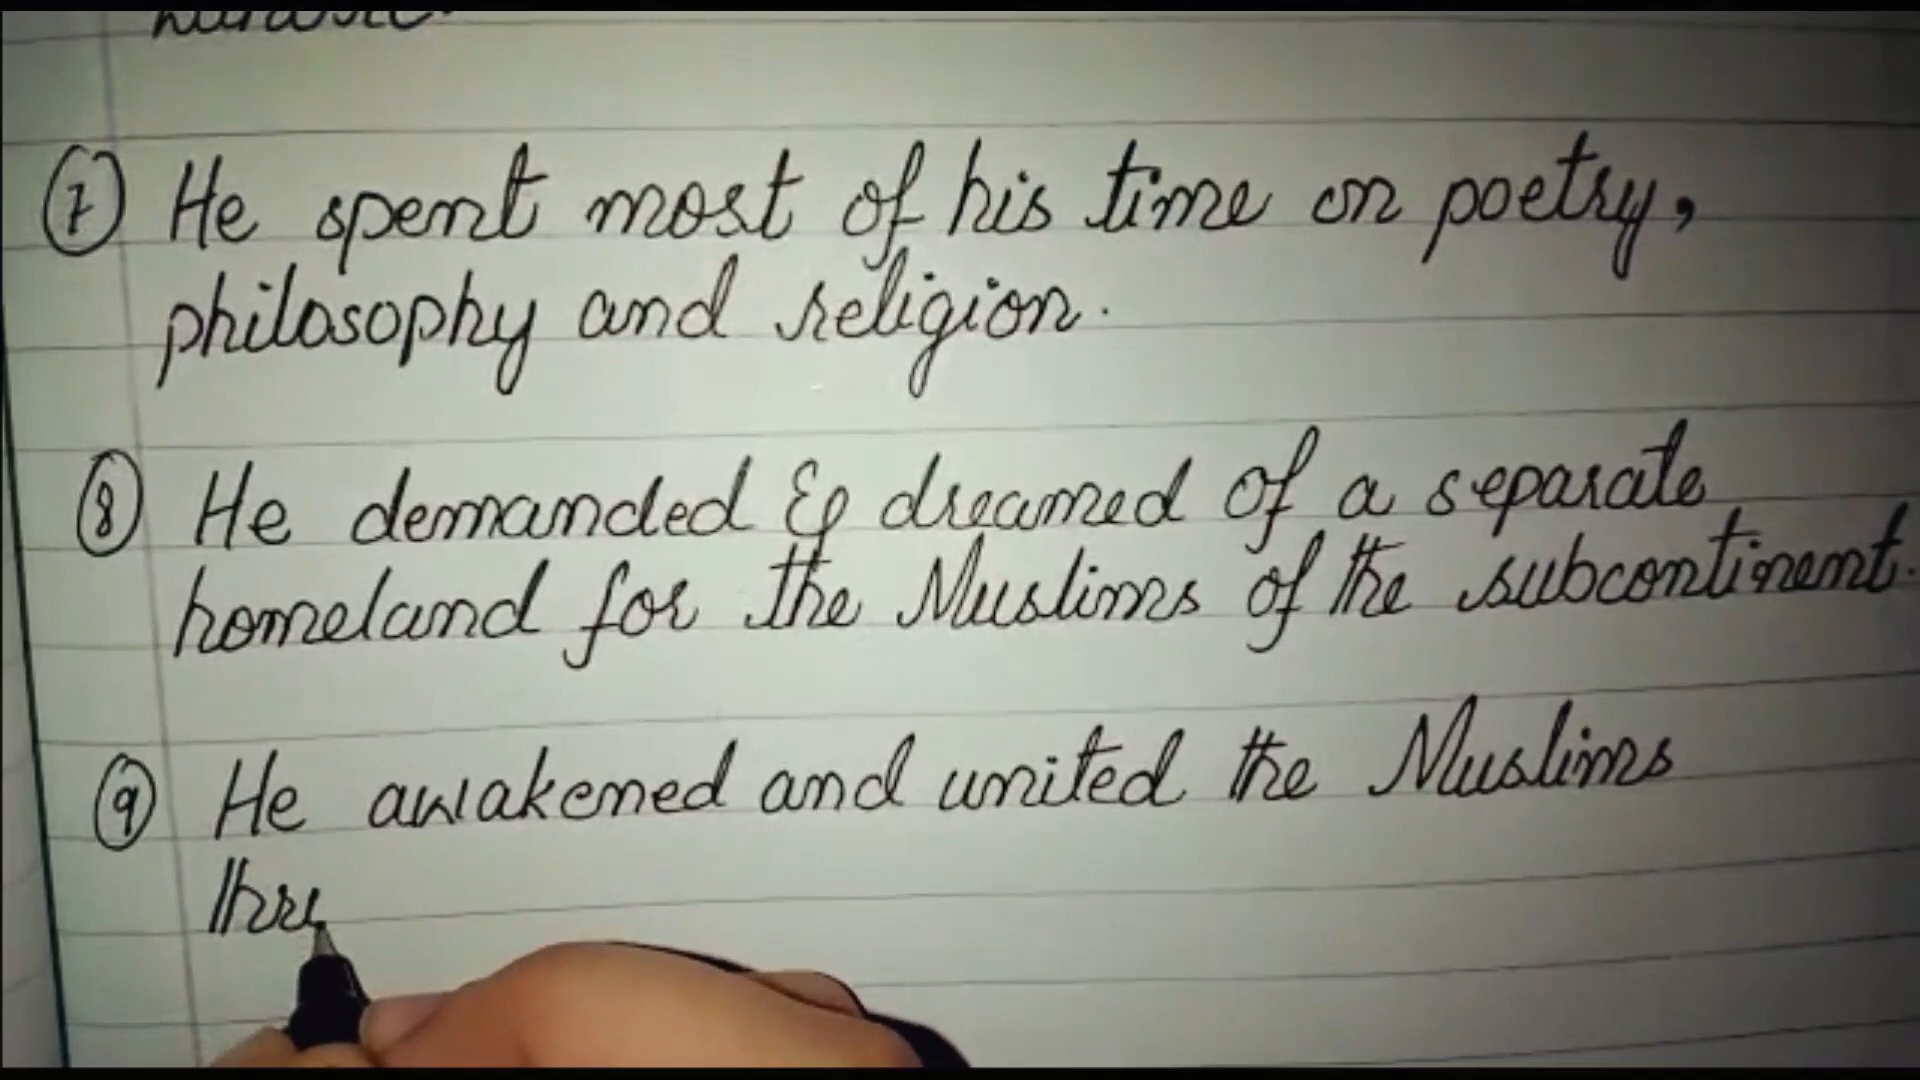 ⑦ He spent most of his time on poetry,
philosophy and religion.
⑧ He demanded & dreamed of a separate
homeland for the Muslims of the subcontinent.
⑨ He awakened and united the Muslims